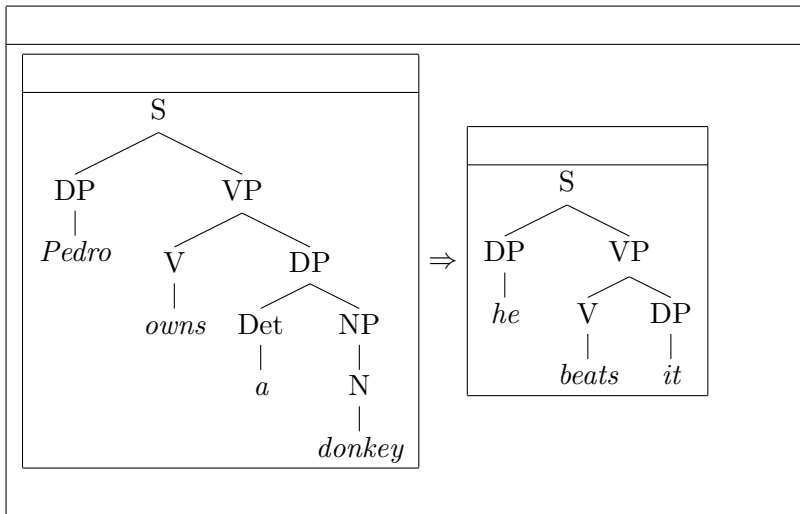 S
DP VP
Pedro V DP
owns Det NP
a N
donkey
⇒
S
DP VP
he V DP
beats it